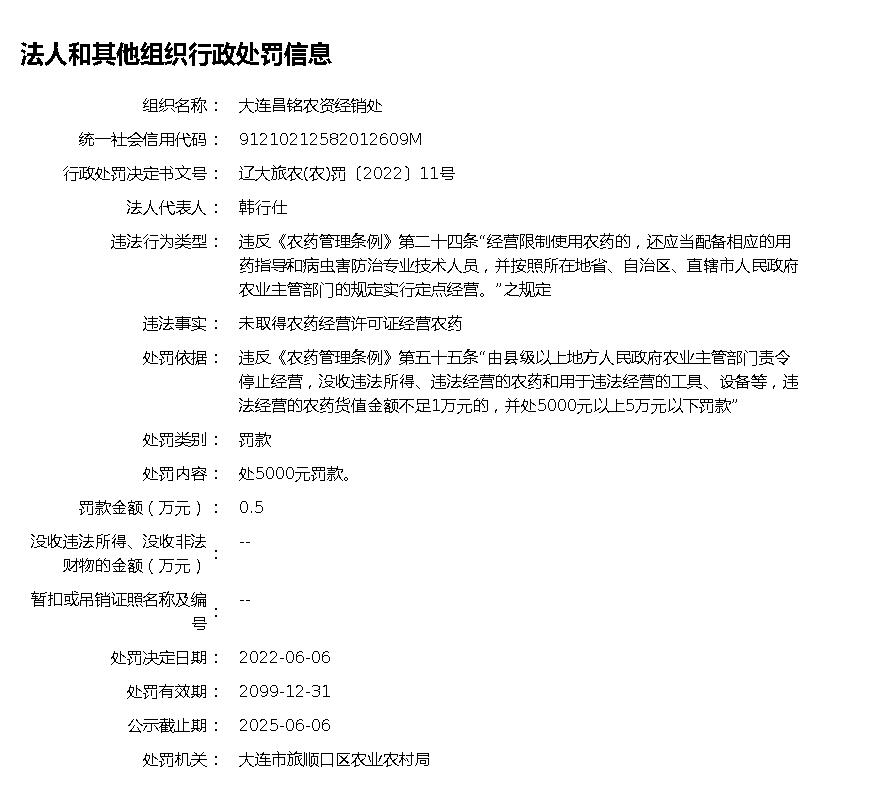 法人和其他组织行政处罚信息
组织名称： 大连昌铭农资经销处
统一社会信用代码： 91210212582012609M
行政处罚决定书文号： 辽大旅农(农)罚〔2022〕11号
法人代表人： 韩行仕
违法行为类型： 违反《农药管理条例》第二十四条“经营限制使用农药的，还应当配备相应的用
药指导和病虫害防治专业技术人员，并按照所在地省、自治区、直辖市人民政府
农业主管部门的规定实行定点经营。”之规定
违法事实： 未取得农药经营许可证经营农药
处罚依据： 违反《农药管理条例》第五十五条“由县级以上地方人民政府农业主管部门责令
停止经营，没收违法所得、违法经营的农药和用于违法经营的工具、设备等，违
法经营的农药货值金额不足1万元的，并处5000元以上5万元以下罚款”
处罚类别： 罚款
处罚内容： 处5000元罚款。
罚款金额（万元）： 0.5
没收违法所得、没收非法 --
财物的金额（万元）：
暂扣或吊销证照名称及编 --
号：
处罚决定日期： 2022-06-06
处罚有效期： 2099-12-31
公示截止期： 2025-06-06
处罚机关： 大连市旅顺口区农业农村局